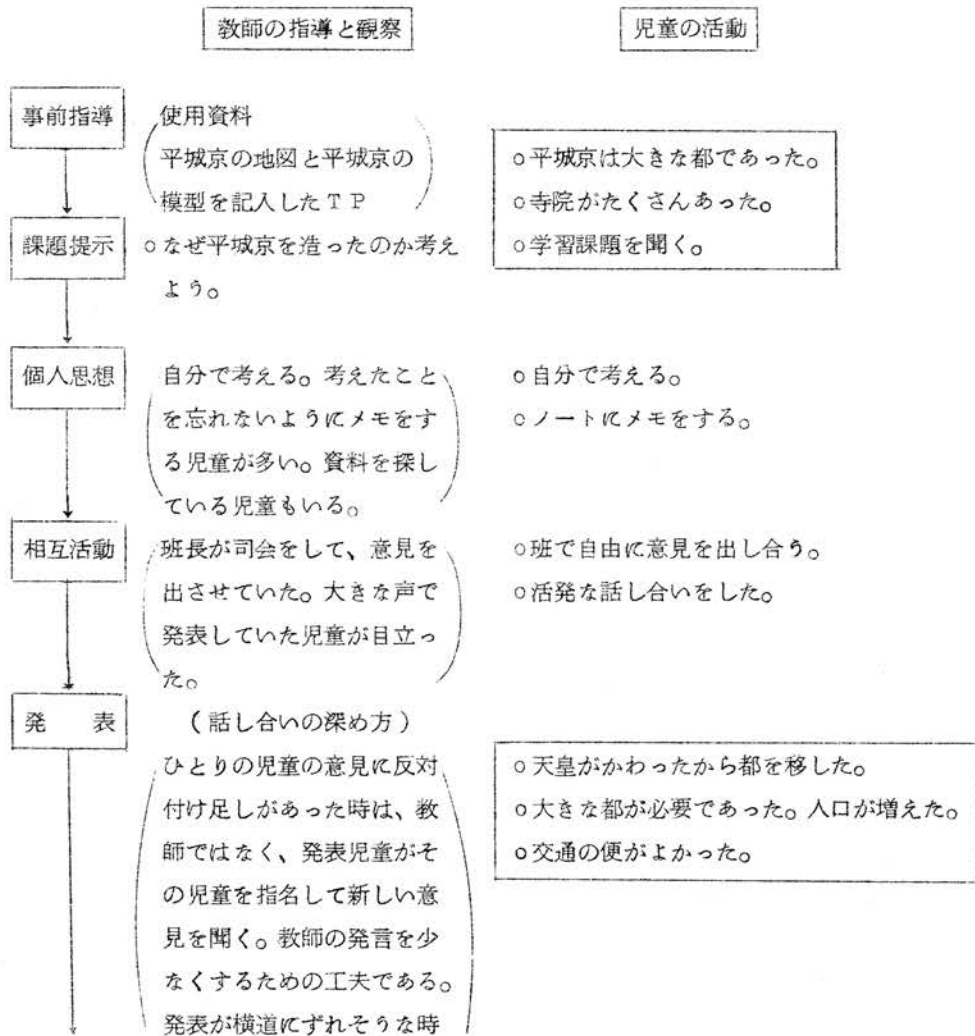 教師の指導と観察
児童の活動
事前指導
使用資料
平城京の地図と平城京の
模型を記入したＴＰ
○平城京は大きな都であった。
○寺院がたくさんあった。
○学習課題を聞く。
課題提示
○なぜ平城京を造ったのか考え
よう。
個人思想
自分で考える。考えたこと
を忘れないようにメモをす
る児童が多い。資料を探し
ている児童もいる。
○自分で考える。
○ノートにメモをする。
相互活動
班長が司会をして、意見を
出させていた。大きな声で
発表していた児童が目立っ
た。
○班で自由に意見を出し合う。
○活発な話し合いをした。
発　　表
（話し合いの深め方）
ひとりの児童の意見に反対
付け足しがあった時は、教
師ではなく、発表児童がそ
の児童を指名して新しい意
見を聞く。教師の発言を少
なくするための工夫である。
発表が横道にずれそうな時
○天皇がかわったから都を移した。
○大きな都が必要であった。人口が増えた。
○交通の便がよかった。